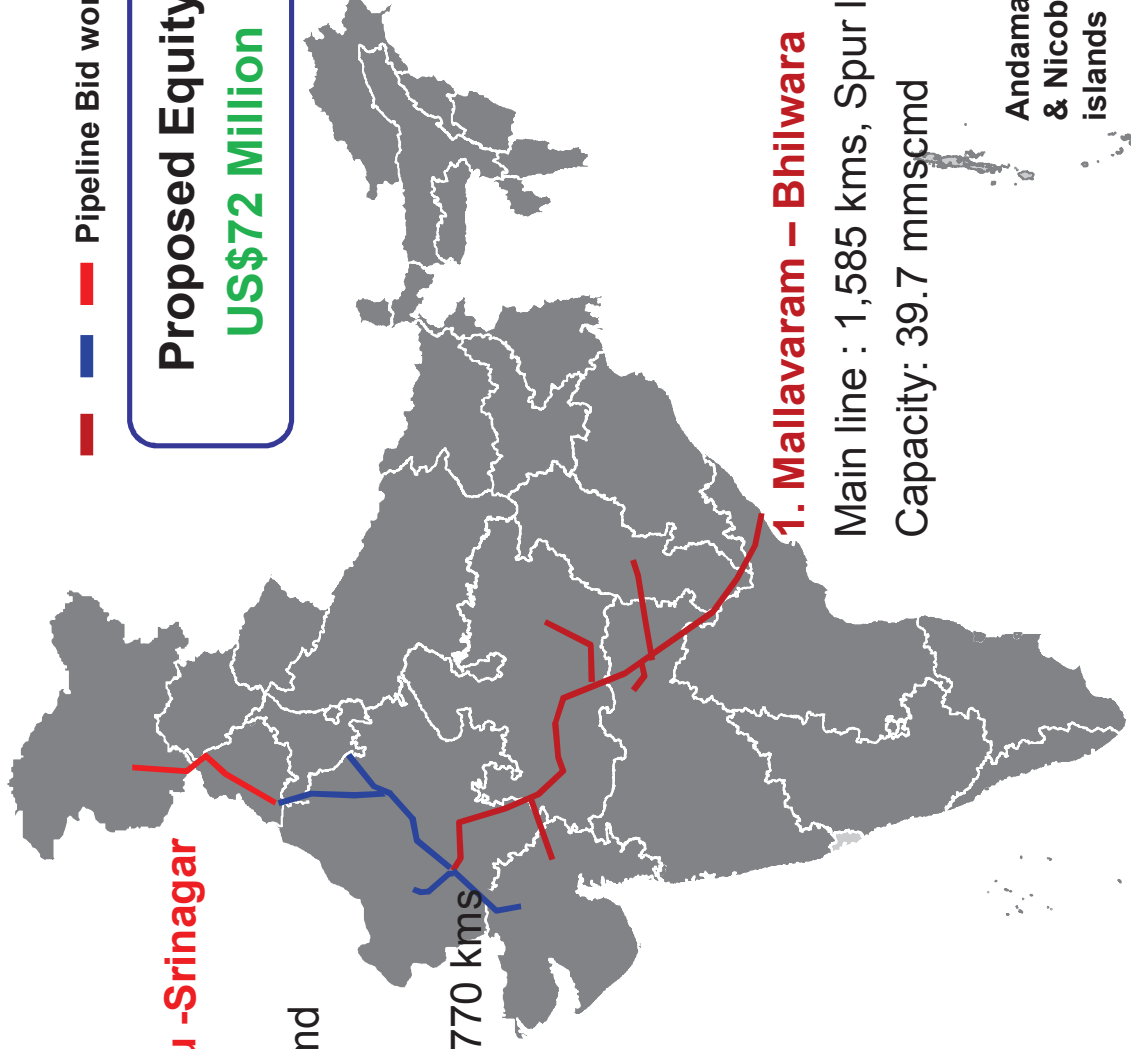 Pipeline Bid wor
Proposed Equity
US$72 Million
u -Srinagar
nd
770 kms
1. Mallavaram – Bhilwara
Main line : 1,585 kms, Spur l
Capacity: 39.7 mmscmd
Andama
& Nicob
islands